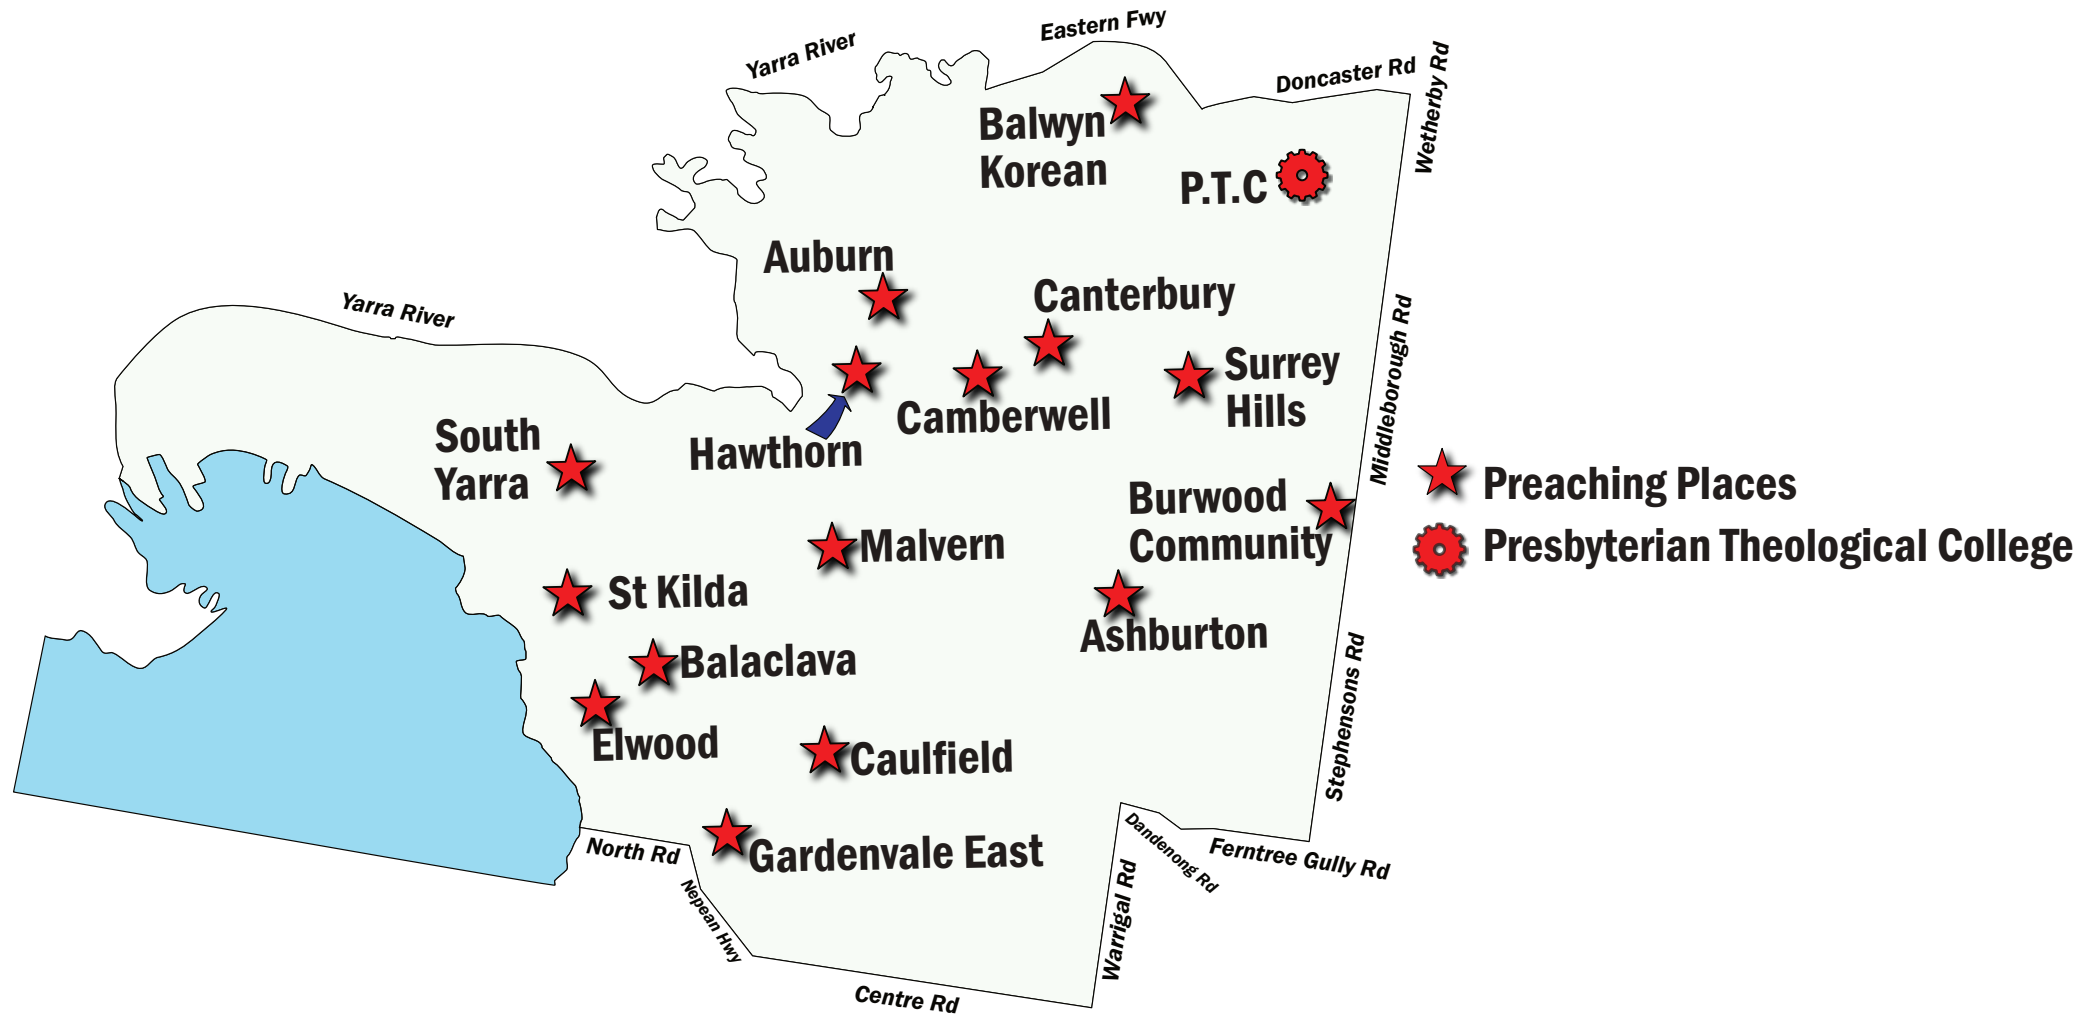 Eastern Fwy
Yarra River
Doncaster Rd
Wetherby Rd
Balwyn
Korean
P.T.C
Auburn
Canterbury
Yarra River
Middleborough Rd
Surrey
Hills
Camberwell
South
Yarra
Hawthorn
Preaching Places
Burwood
Community
Presbyterian Theological College
Malvern
St Kilda
Ashburton
Balaclava
Stephensons Rd
Elwood
Caulfield
Gardenvale East
North Rd
Dandenong Rd
Ferntree Gully Rd
Nepean Hwy
Warrigal Rd
Centre Rd